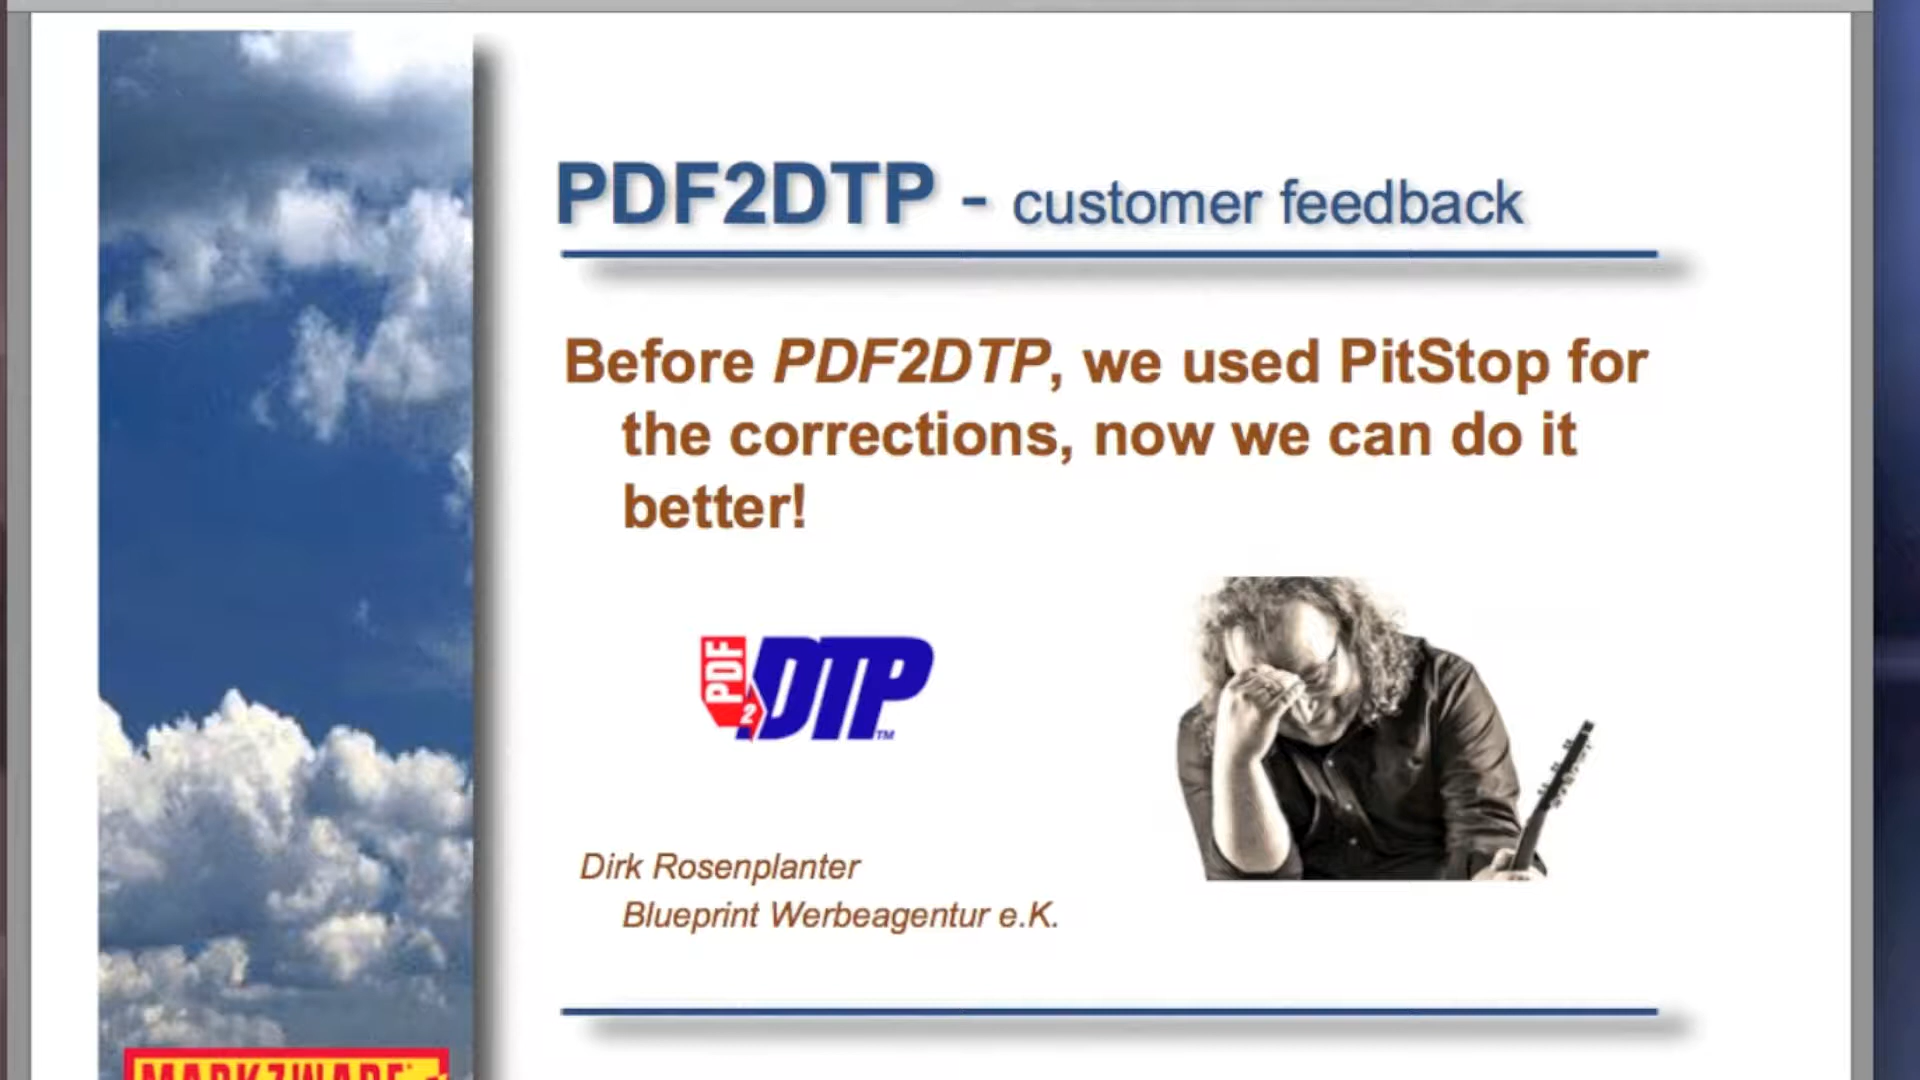 PDF2DTP - customer feedback
Before PDF2DTP, we used PitStop for
the corrections, now we can do it
better!
PDF
2
DTP
TM
Dirk Rosenplanter
Blueprint Werbeagentur e.K.
MARKZWARE